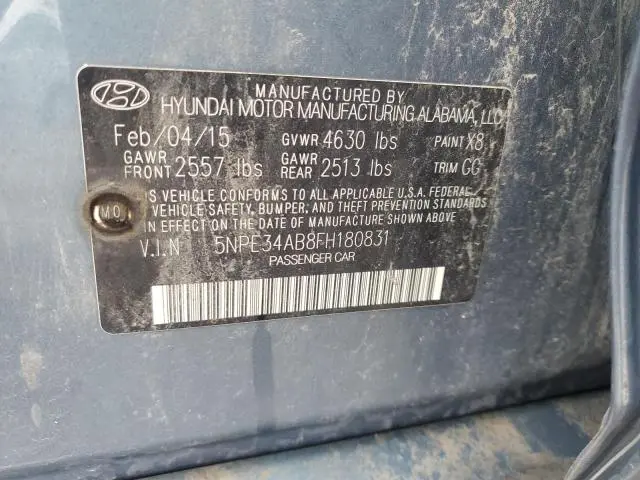 MANUFACTURED BY
HYUNDAI MOTOR MANUFACTURING ALABAMA, LLC
Feb/04/15 GVWR 4630 lbs PAINT X8
GAWR FRONT 2557 lbs GAWR REAR 2513 lbs TRIM GG
IS VEHICLE CONFORMS TO ALL APPLICABLE U.S.A. FEDERAL
VEHICLE SAFETY, BUMPER, AND THEFT PREVENTION
IN EFFECT ON THE DATE OF MANUFACTURE SHOWN ABOVE.
MO
V.I.N 5NPE34AB8FH180831
PASSENGER CAR